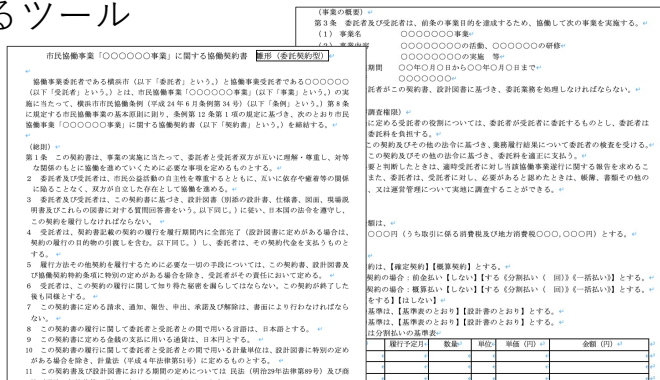 るツール
市民協働事業「○○○○○○事業」に関する協働契約書 雛形（委託契約型）
協働事業委託者である横浜市（以下「委託者」という。）と協働事業受託者である○○○○○○
（以下「受託者」という。）とは、市民協働事業「○○○○○○事業」（以下「事業」という。）の実
施に当たって、横浜市市民協働条例（平成 24 年 6 月条例第 34 号）（以下「条例」という。）第 8 条
に規定する市民協働事業の基本原則に則り、条例第 12 条第 1 項の規定に基づき、次のとおり市民
協働事業「○○○○○○事業」に関する協働契約書（以下「契約書」という。）を締結する。
（総則）
第１条　この契約書は、事業の実施に当たって、委託者と受託者双方が互いに理解・尊重し、対等
な関係のもとに協働を進めていくために必要な事項を定めるものとする。
２　委託者及び受託者は、市民公益活動の自主性を尊重するとともに、互いに依存や癒着等の関係
に陥ることなく、双方が自立した存在として協働を進める。
３　委託者及び受託者は、この契約書に基づき、設計図書（別添の設計書、仕様書、図面、現場説
明書及びこれらの図書に対する質問回答書をいう。以下同じ。）に従い、日本国の法令を遵守し、
この契約を履行しなければならない。
４　受託者は、契約書記載の契約の履行を履行期間内に全部完了（設計図書に定めがある場合は、
契約の履行の目的物の引渡しを含む。以下同じ。）し、委託者は、その契約代金を支払うものと
する。
５　履行方法その他契約を履行するために必要な一切の手段については、この契約書、設計図書及
び協働契約特約条項に特別の定めがある場合を除き、受託者がその責任において定める。
６　受託者は、この契約の履行に関して知り得た秘密を漏らしてはならない。この契約が終了した
後も同様とする。
７　この契約書に定める請求、通知、報告、申出、承諾及び解除は、書面により行わなければなら
ない。
８　この契約書の履行に関して委託者と受託者との間で用いる言語は、日本語とする。
９　この契約書に定める金銭の支払に用いる通貨は、日本円とする。
10　この契約書の履行に関して委託者と受託者との間で用いる計量単位は、設計図書に特別の定め
がある場合を除き、計量法（平成４年法律第51号）に定めるものとする。
11　この契約書及び設計図書における期間の定めについては 民法（明治29年法律第89号）及び商
（事業の概要）
第３条　委託者及び受託者は、前条の事業目的を達成するため、協働して次の事業を実施する。
（１）　事業名　○○○○○○事業
○○○○○○○○の活動、○○○○○○の研修
○○○○○○○○の実施　等
期間　○○年○月○日から○○年○月○日まで
○○○○○○○
託者がこの契約書、設計図書に基づき、委託業務を処理しなければならない。
調査権限）
に定める受託者の役割については、委託者が受託者に委託するものとし、委託者は
委託料を負担する。
この契約及びその他の法令に基づき、業務履行結果について委託者の検査を受ける。
この契約及びその他の法令に基づき、委託料を適正に支払う。
要と判断したときは、適時受託者に対し当該協働事業遂行に関する報告を求めるこ
また、委託者は、受託者に対し、必要があると認めたときは、帳簿、書類その他の
、又は運営管理について実地に調査することができる。
額は、
○○○円（うち取引に係る消費税及び地方消費税○○○,○○○円）とする。
約は、【確定契約】【概算契約】とする。
契約の場合：前金払い【しない】【する《分割払い（　回）》《一括払い》】とする。
契約の場合：概算払い【しない】【する《分割払い（　回）》《一括払い》】とする。
をする】【はしない】
基準は、【基準表のとおり】【設計書のとおり】とする。
基準は、【基準表のとおり】【設計書のとおり】とする。
は分割払いの基準表
履行予定月　数量　単位　単価（円）　金額（円）